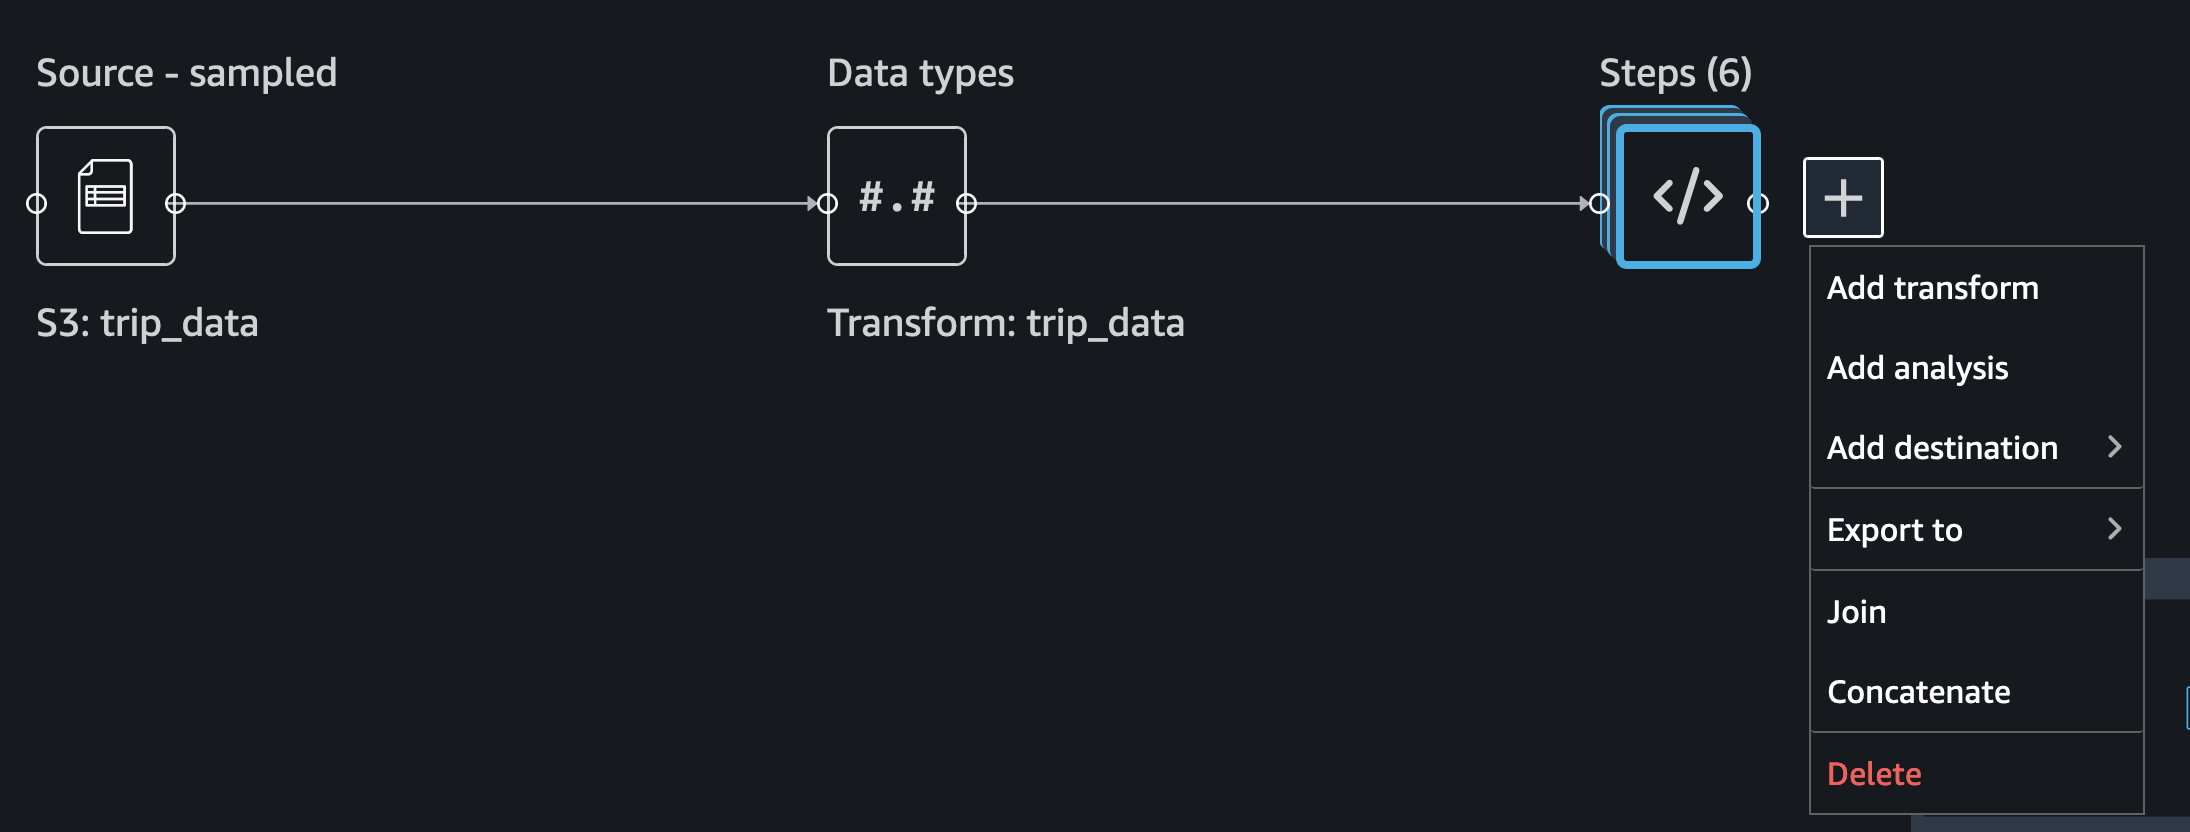 Source - sampled
Data types
Steps (6)
#.#
</>
S3: trip_data
Transform: trip_data
Add transform
Add analysis
Add destination
Export to
Join
Concatenate
Delete